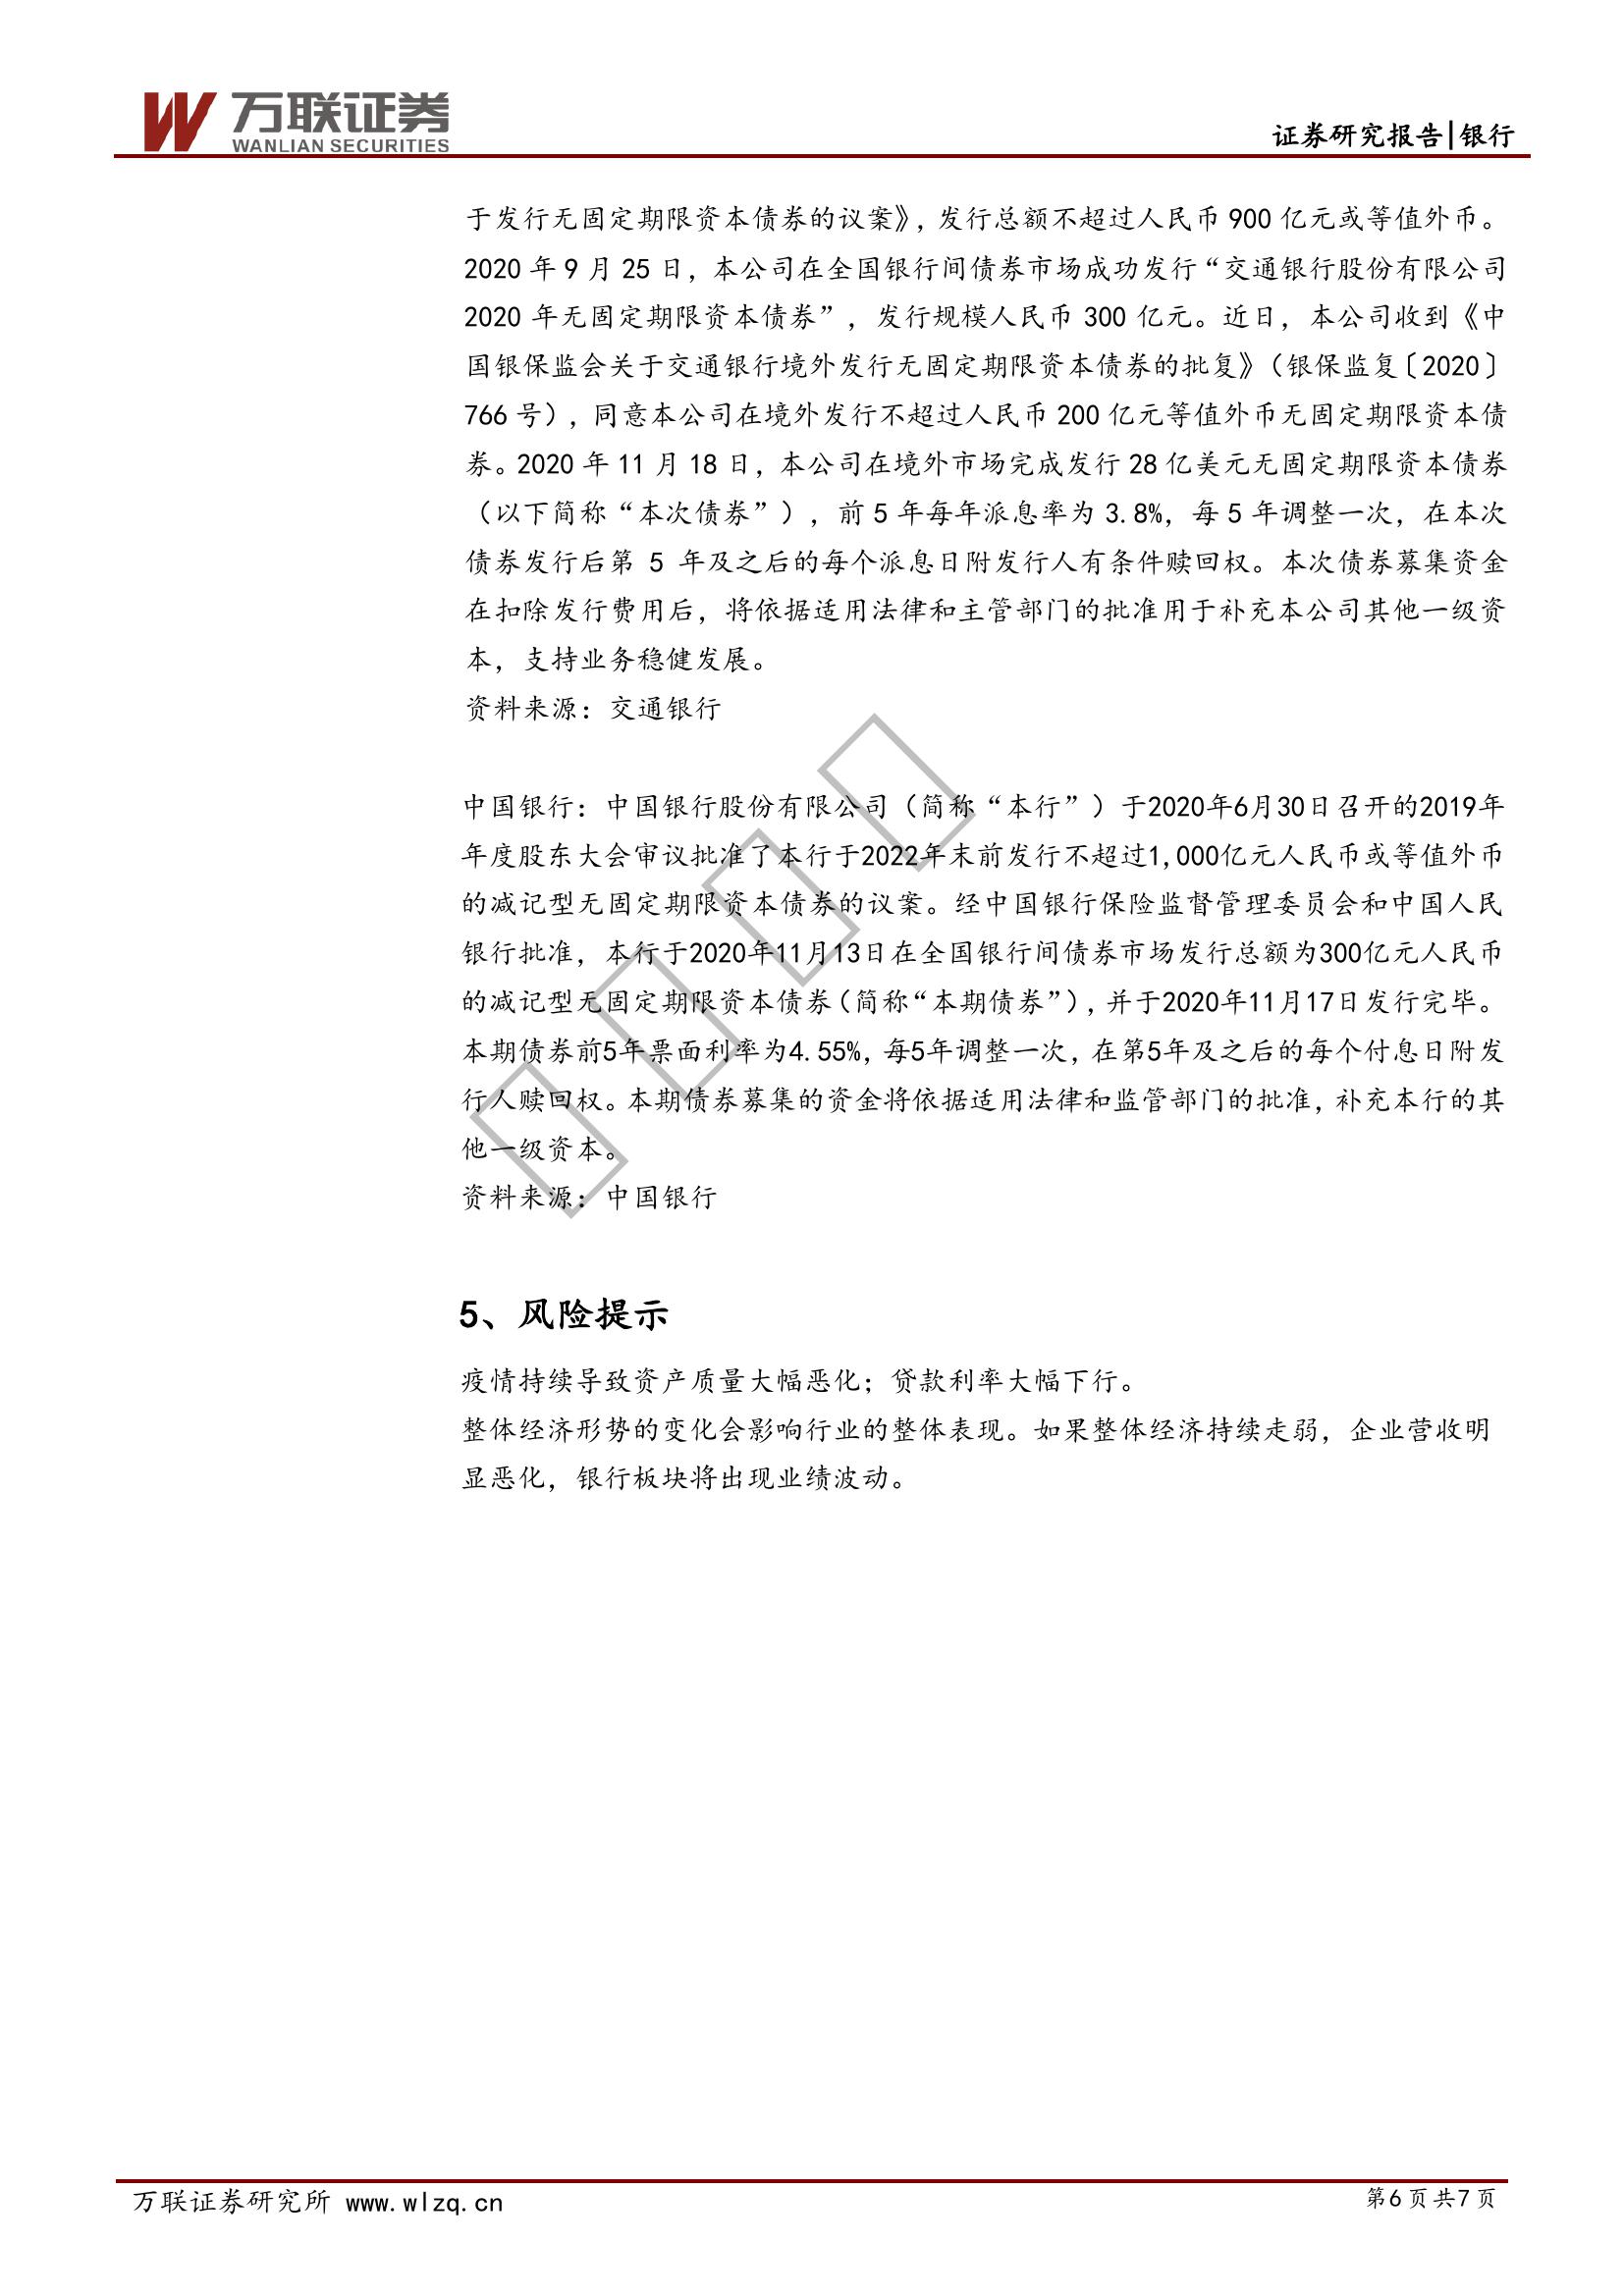 万联证券
WANLIAN SECURITIES
证券研究报告|银行
于发行无固定期限资本债券的议案》，发行总额不超过人民币 900 亿元或等值外币。
2020 年 9 月 25 日，本公司在全国银行间债券市场成功发行“交通银行股份有限公司
2020 年无固定期限资本债券”，发行规模人民币 300 亿元。近日，本公司收到《中
国银保监会关于交通银行境外发行无固定期限资本债券的批复》（银保监复〔2020〕
766 号），同意本公司在境外发行不超过人民币 200 亿元等值外币无固定期限资本债
券。2020 年 11 月 18 日，本公司在境外市场完成发行 28 亿美元无固定期限资本债券
（以下简称“本次债券”），前 5 年每年派息率为 3.8%，每 5 年调整一次，在本次
债券发行后第 5 年及之后的每个派息日附发行人有条件赎回权。本次债券募集资金
在扣除发行费用后，将依据适用法律和主管部门的批准用于补充本公司其他一级资
本，支持业务稳健发展。
资料来源：交通银行
中国银行：中国银行股份有限公司（简称“本行”）于2020年6月30日召开的2019年
年度股东大会审议批准了本行于2022年末前发行不超过1,000亿元人民币或等值外币
的减记型无固定期限资本债券的议案。经中国银行保险监督管理委员会和中国人民
银行批准，本行于2020年11月13日在全国银行间债券市场发行总额为300亿元人民币
的减记型无固定期限资本债券（简称“本期债券”），并于2020年11月17日发行完毕。
本期债券前5年票面利率为4.55%，每5年调整一次，在第5年及之后的每个付息日附发
行人赎回权。本期债券募集的资金将依据适用法律和监管部门的批准，补充本行的其
他一级资本。
资料来源：中国银行
5、风险提示
疫情持续导致资产质量大幅恶化；贷款利率大幅下行。
整体经济形势的变化会影响行业的整体表现。如果整体经济持续走弱，企业营收明
显恶化，银行板块将出现业绩波动。
万联证券研究所 www.wlzq.cn
第6页共7页